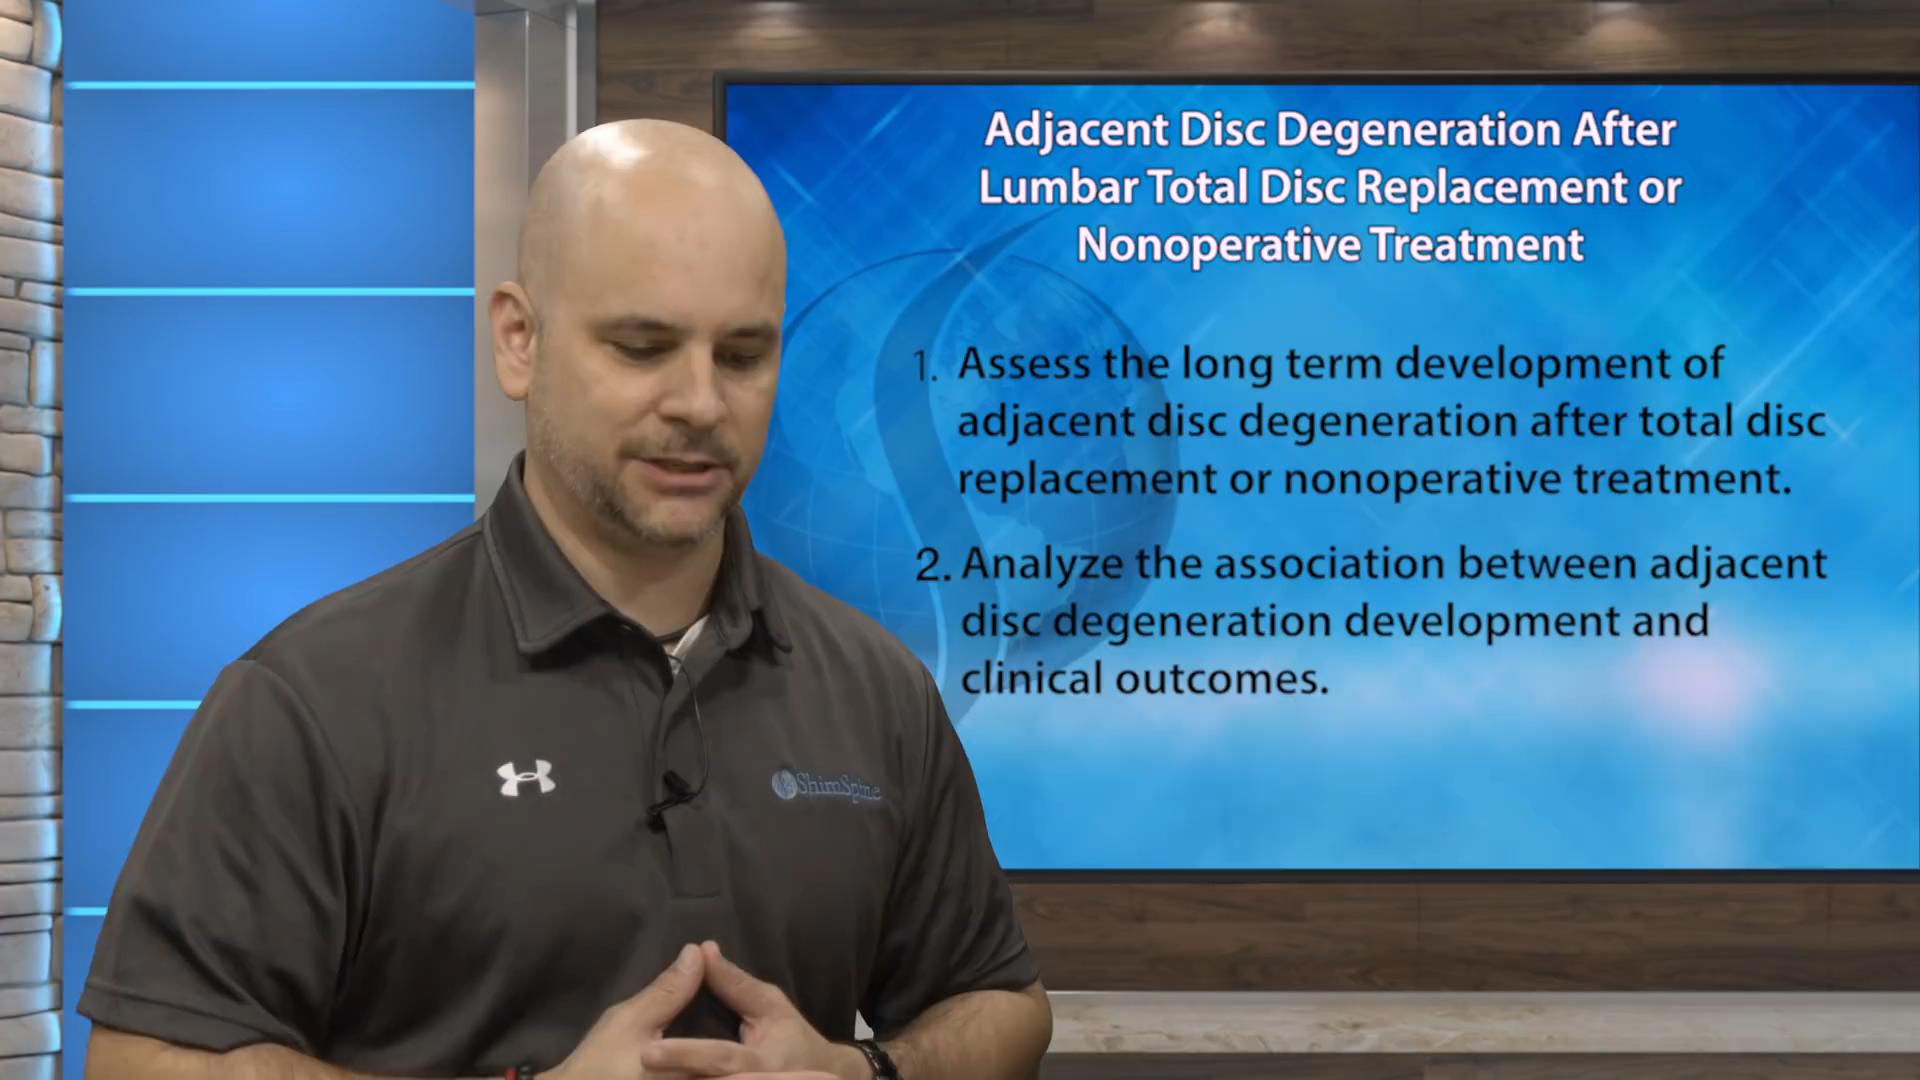 Adjacent Disc Degeneration After
Lumbar Total Disc Replacement or
Nonoperative Treatment
1. Assess the long term development of
adjacent disc degeneration after total disc
replacement or nonoperative treatment.
2. Analyze the association between adjacent
disc degeneration development and
clinical outcomes.
ShimSpine